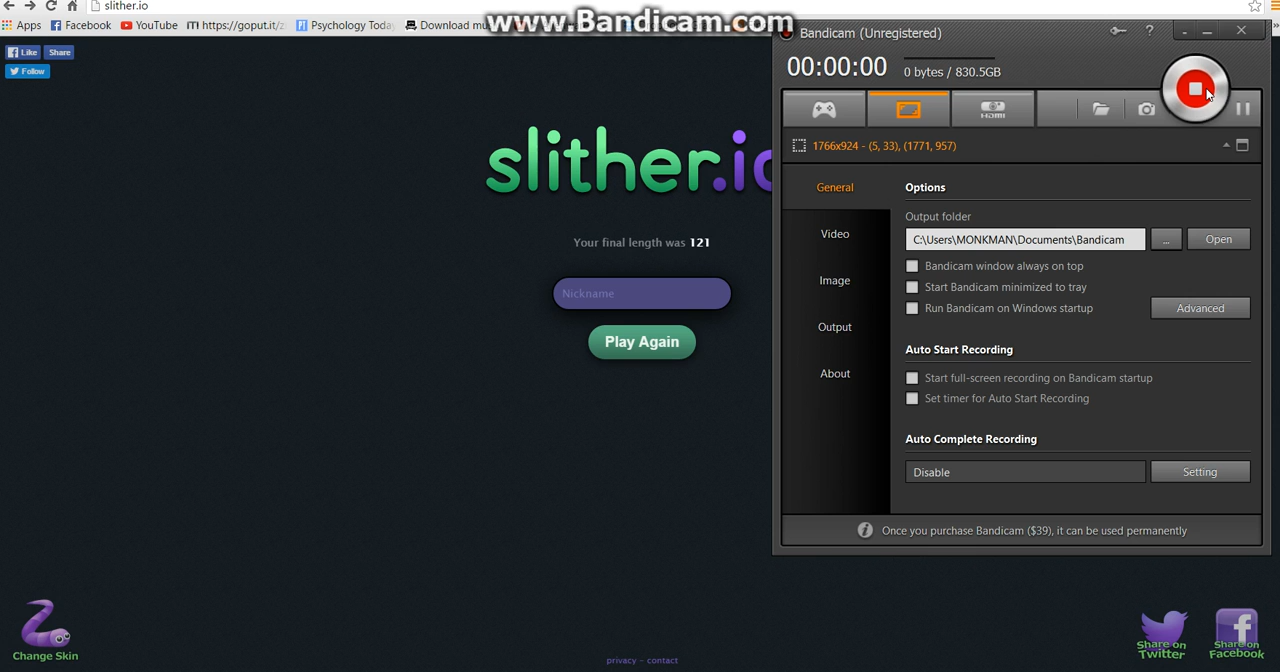 slither.io
Apps Facebook YouTube https://goput.it/z Psychology Toda Download mu
www.Bandicam.com
Like Share
Follow
slither.io
Your final length was 121
Nickname
Play Again
Change Skin
privacy - contact
Share on Twitter
Share on Facebook
Bandicam (Unregistered)
?
00:00:00 0 bytes / 830.5GB
HDMI
1766x924 - (5, 33), (1771, 957)
General
Video
Image
Output
About
Options
Output folder
C:\Users\MONKMAN\Documents\Bandicam ... Open
Bandicam window always on top
Start Bandicam minimized to tray
Run Bandicam on Windows startup Advanced
Auto Start Recording
Start full-screen recording on Bandicam startup
Set timer for Auto Start Recording
Auto Complete Recording
Disable Setting
Once you purchase Bandicam ($39), it can be used permanently